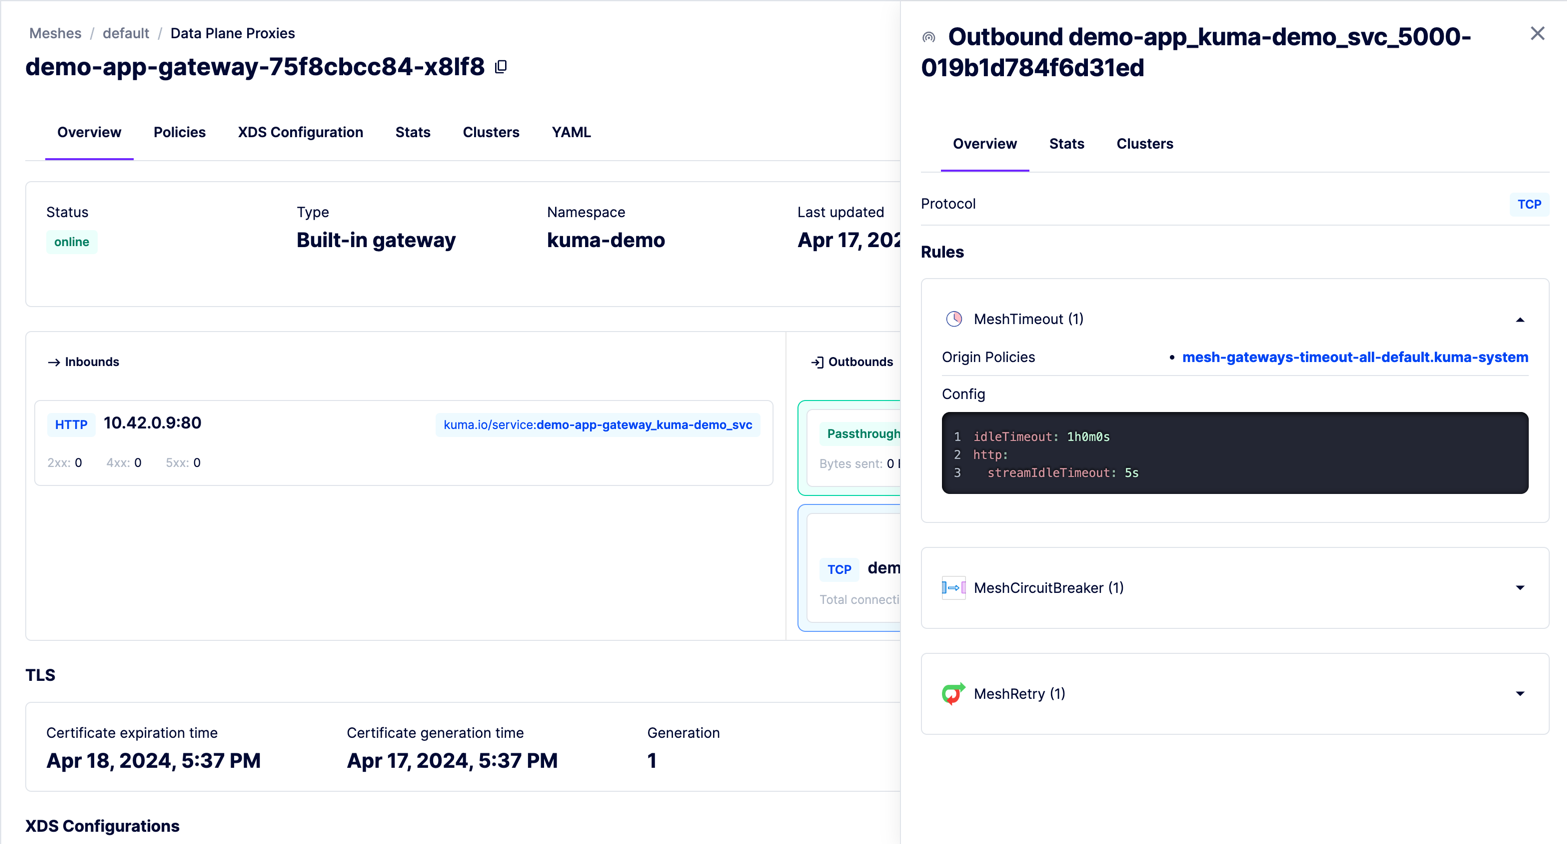 Meshes / default / Data Plane Proxies
demo-app-gateway-75f8cbcc84-x8lf8
Overview Policies XDS Configuration Stats Clusters YAML
Status Type Namespace Last updated
online Built-in gateway kuma-demo Apr 17, 202
→ Inbounds
HTTP 10.42.0.9:80 kuma.io/service:demo-app-gateway_kuma-demo_svc
2xx: 0 4xx: 0 5xx: 0
Outbounds
Passthrough
Bytes sent: 0
TCP dem
Total connecti
TLS
Certificate expiration time Certificate generation time Generation
Apr 18, 2024, 5:37 PM Apr 17, 2024, 5:37 PM 1
XDS Configurations
Outbound demo-app_kuma-demo_svc_5000-
019b1d784f6d31ed
Overview Stats Clusters
Protocol TCP
Rules
MeshTimeout (1)
Origin Policies • mesh-gateways-timeout-all-default.kuma-system
Config
1 idleTimeout: 1h0m0s
2 http:
3 streamIdleTimeout: 5s
MeshCircuitBreaker (1)
MeshRetry (1)